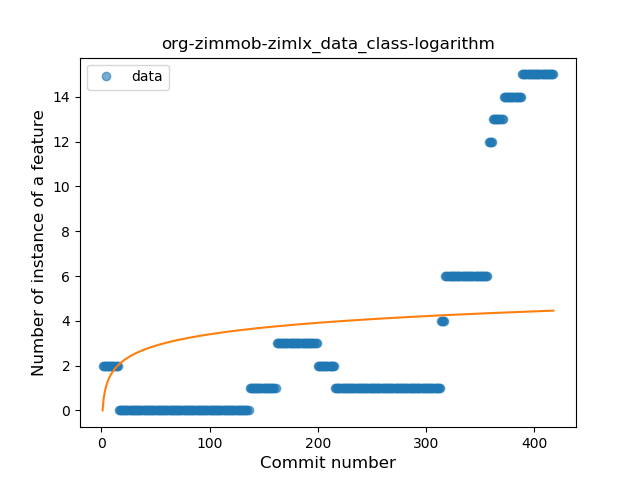 org-zimmob-zimlx_data_class-logarithm
data
Number of instance of a feature
14
12
10
8
6
4
2
0
0 100 200 300 400
Commit number